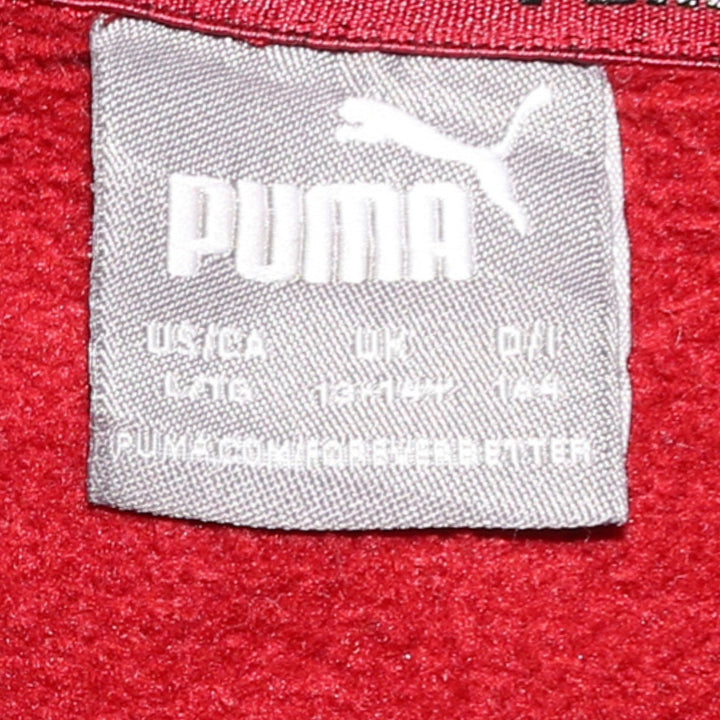 PUMA
US/CA UK D/I
L/TG 13-14Y 164
PUMA.COM/FOREVERBETTER